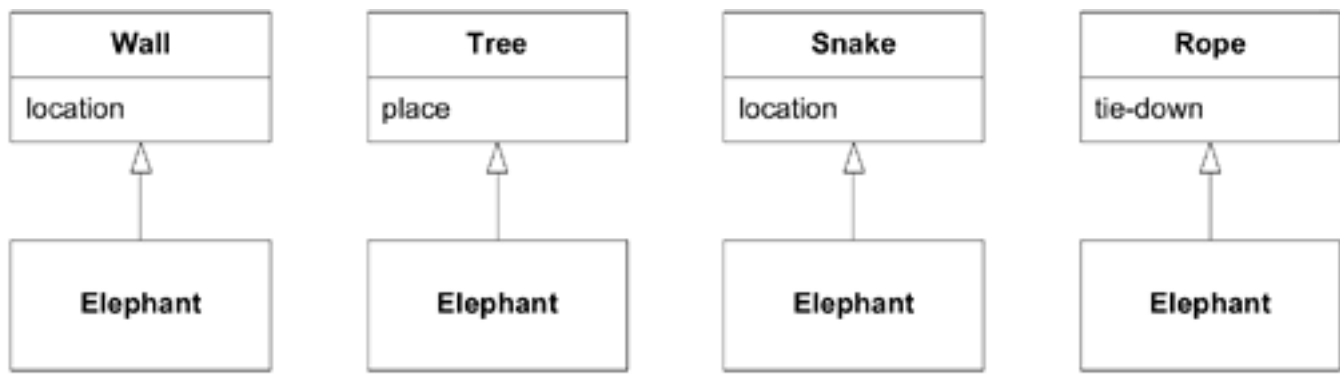 Wall
location
Tree
place
Snake
location
Rope
tie-down
Elephant
Elephant
Elephant
Elephant